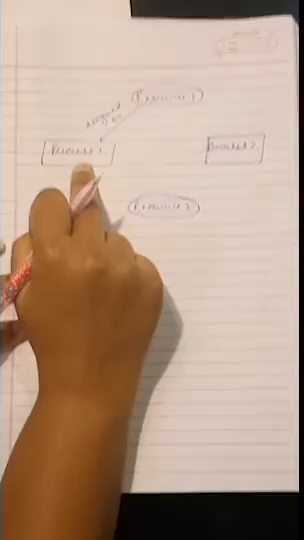 Resource 1
assigned
to
Process 1
Process 2
Resource 2